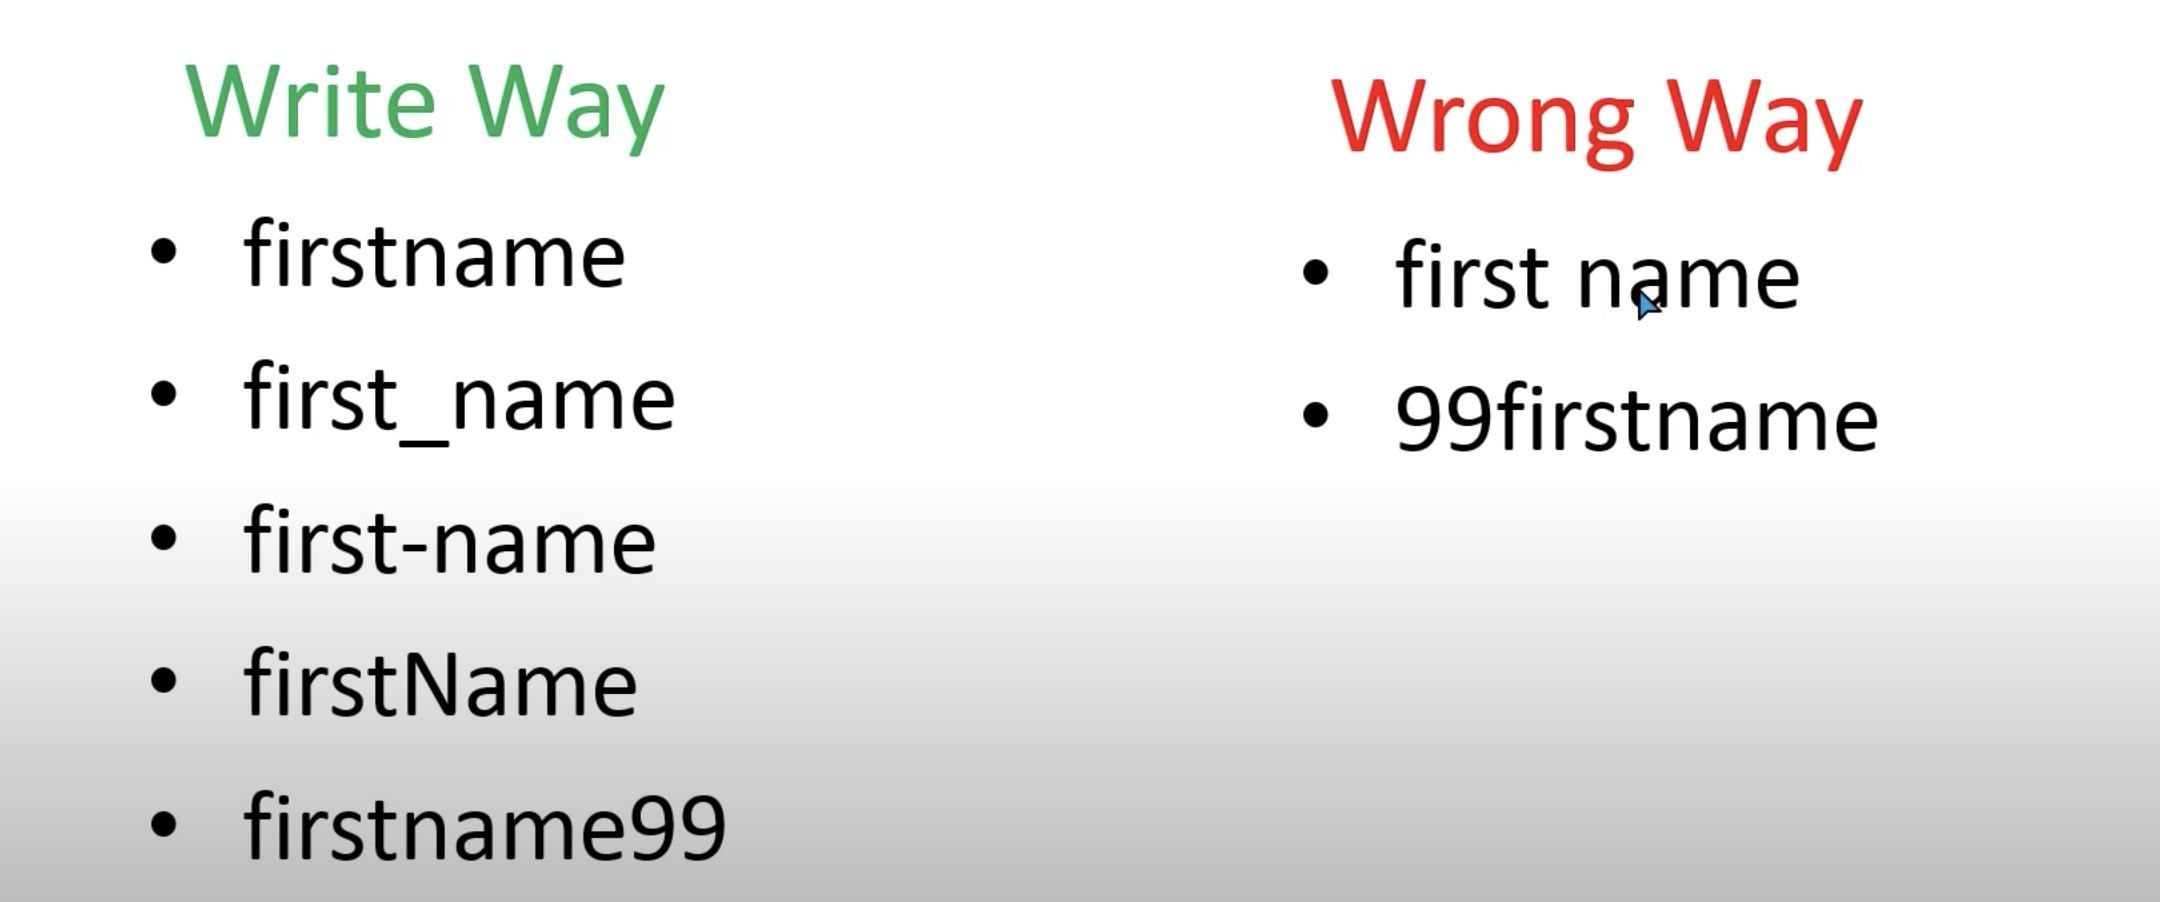 Write Way
• firstname
• first_name
• first-name
• firstName
• firstname99
Wrong Way
• first name
• 99firstname